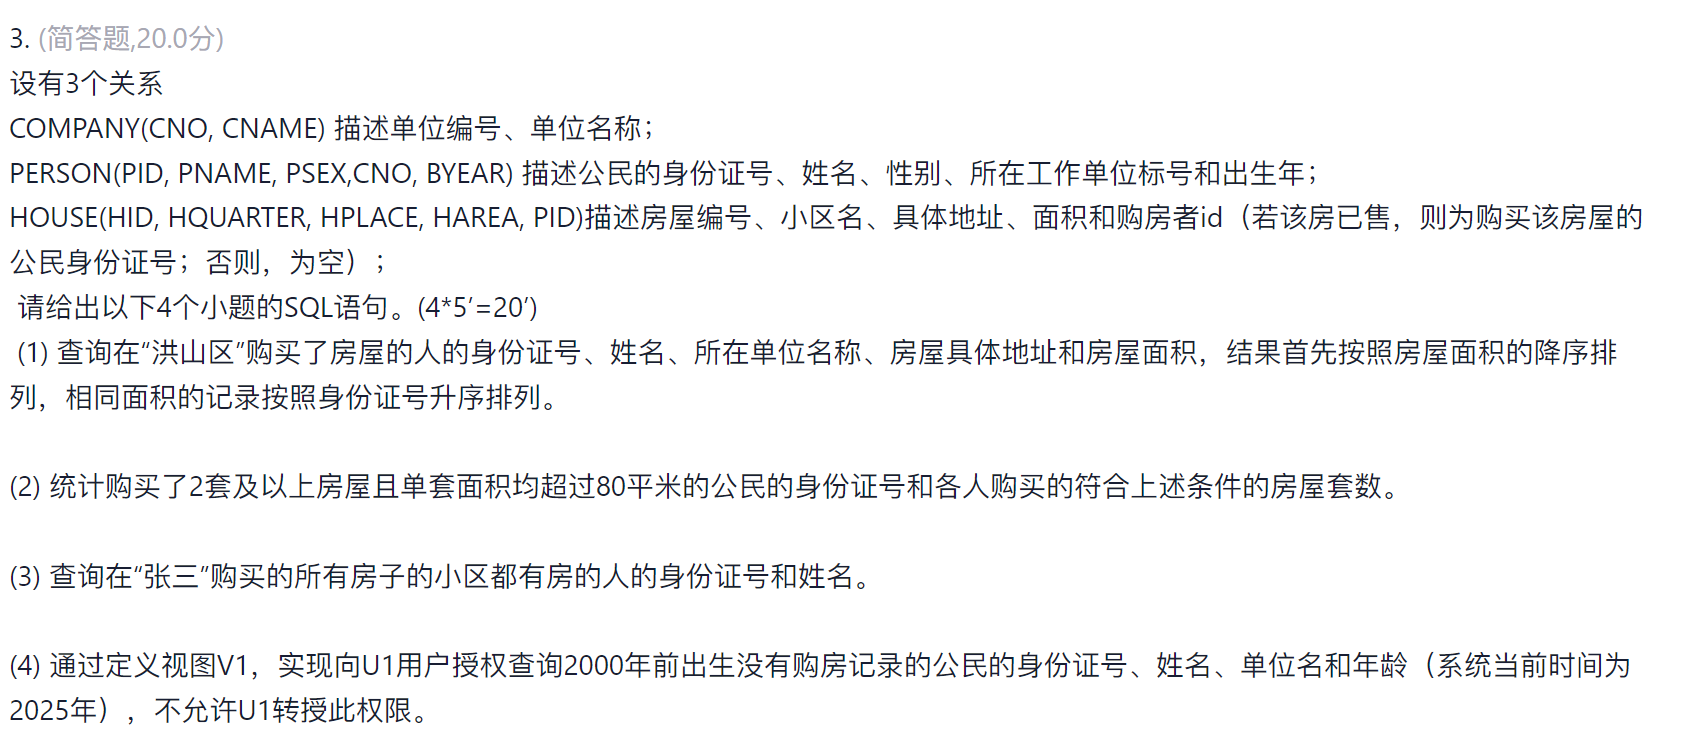 3. (简答题,20.0分)
设有3个关系
COMPANY(CNO, CNAME) 描述单位编号、单位名称；
PERSON(PID, PNAME, PSEX,CNO, BYEAR) 描述公民的身份证号、姓名、性别、所在工作单位标号和出生年；
HOUSE(HID, HQUARTER, HPLACE, HAREA, PID)描述房屋编号、小区名、具体地址、面积和购房者id（若该房已售，则为购买该房屋的
公民身份证号；否则，为空）；
请给出以下4个小题的SQL语句。(4*5’=20’)
(1) 查询在“洪山区”购买了房屋的人的身份证号、姓名、所在单位名称、房屋具体地址和房屋面积，结果首先按照房屋面积的降序排
列，相同面积的记录按照身份证号升序排列。
(2) 统计购买了2套及以上房屋且单套面积均超过80平米的公民的身份证号和各人购买的符合上述条件的房屋套数。
(3) 查询在“张三”购买的所有房子的小区都有房的人的身份证号和姓名。
(4) 通过定义视图V1，实现向U1用户授权查询2000年前出生没有购房记录的公民的身份证号、姓名、单位名和年龄（系统当前时间为
2025年），不允许U1转授此权限。